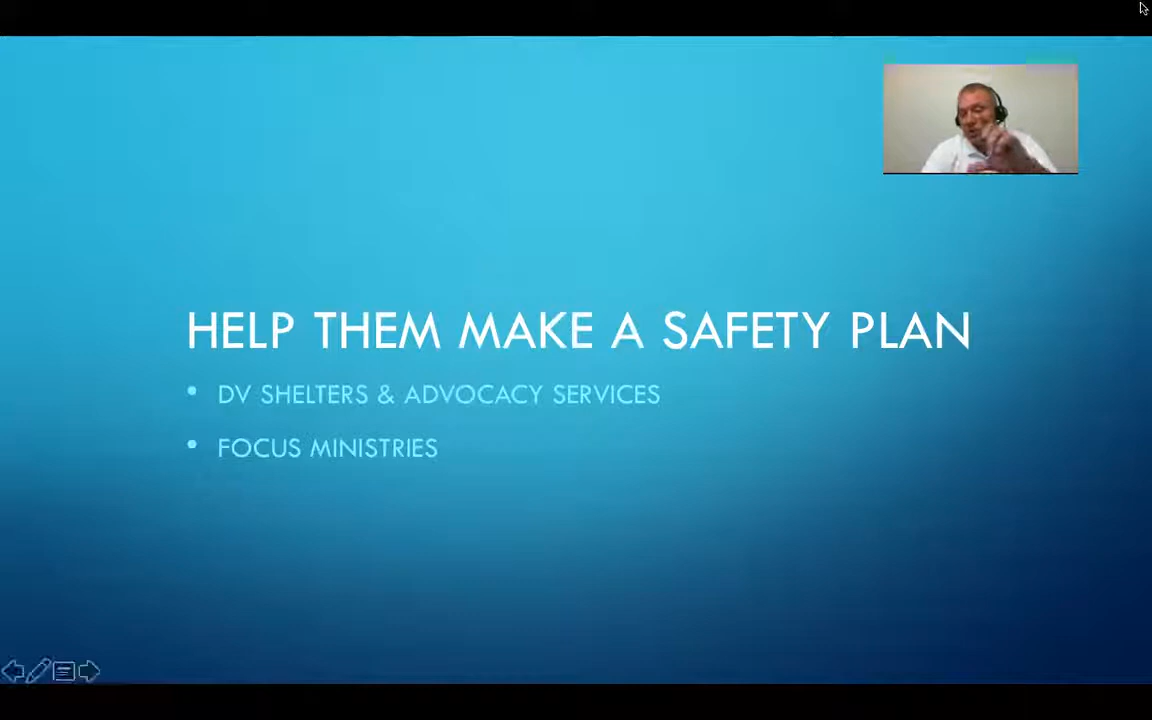 HELP THEM MAKE A SAFETY PLAN
• DV SHELTERS & ADVOCACY SERVICES
• FOCUS MINISTRIES